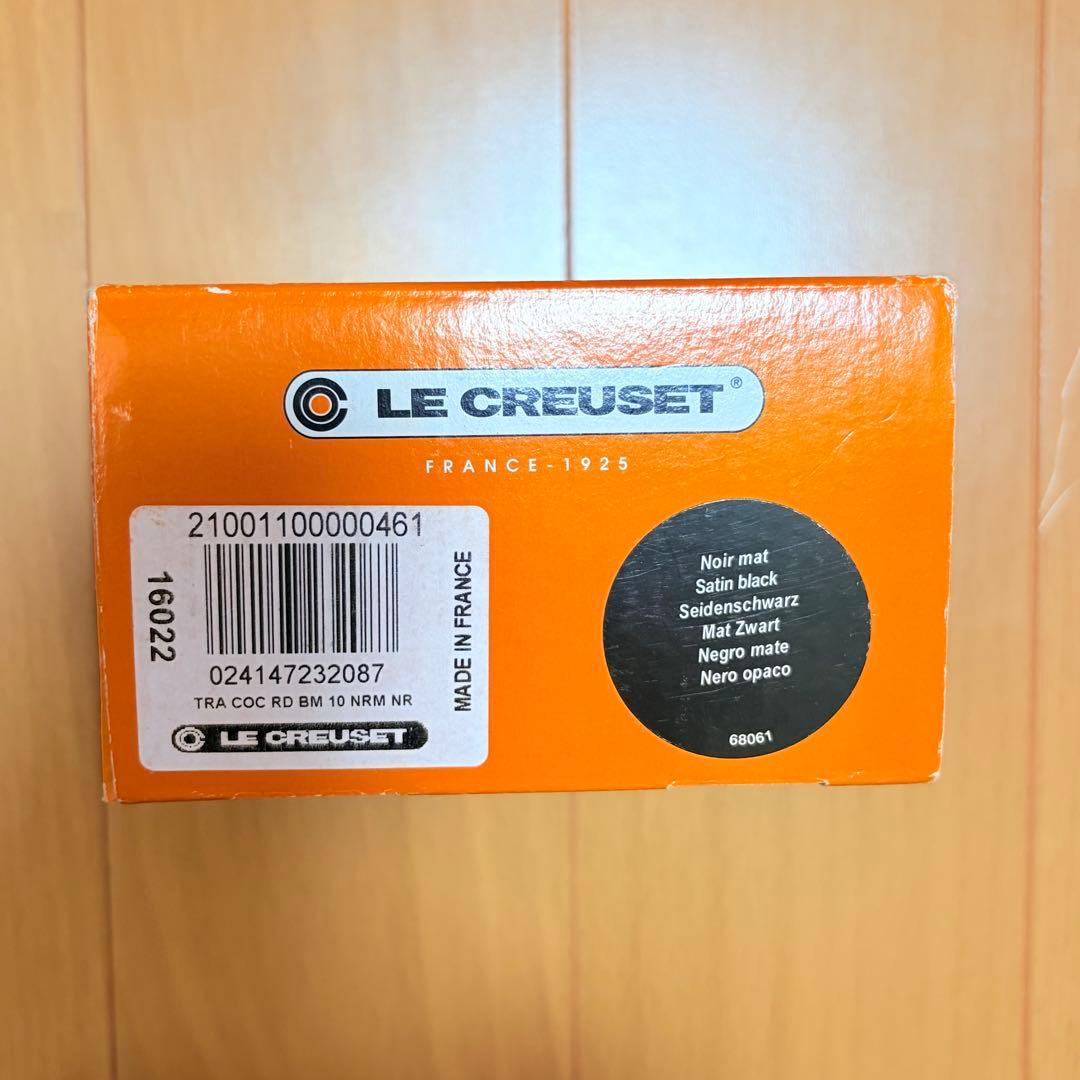 LE CREUSET®
FRANCE-1925
21001100000461
16022
024147232087
TRA COC RD BM 10 NRM NR
LE CREUSET
MADE IN FRANCE
Noir mat
Satin black
Seidenschwarz
Mat Zwart
Negro mate
Nero opaco
68061